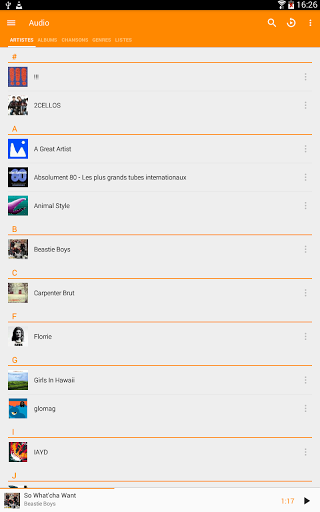 16:26
Audio
ARTISTES ALBUMS CHANSONS GENRES LISTES
#
!!!
2CELLOS
A
A Great Artist
Absolument 80 - Les plus grands tubes internationaux
Animal Style
B
Beastie Boys
C
Carpenter Brut
F
Florrie
G
Girls In Hawaii
glomag
I
IAYD
J
So What'cha Want
Beastie Boys
1:17